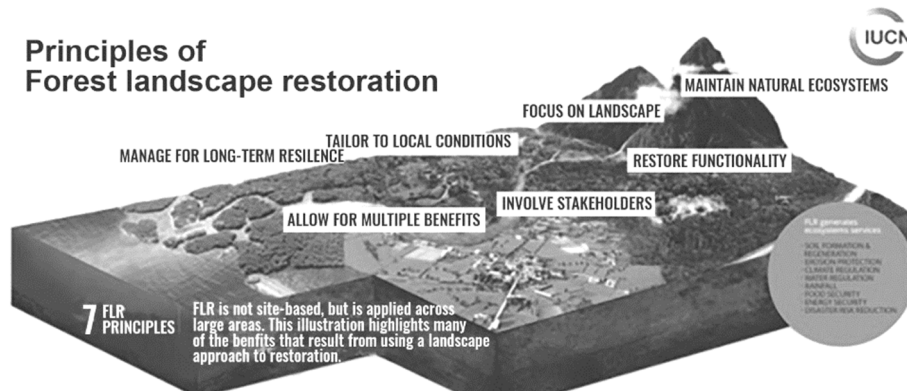 Principles of
Forest landscape restoration
IUCN
MAINTAIN NATURAL ECOSYSTEMS
FOCUS ON LANDSCAPE
TAILOR TO LOCAL CONDITIONS
MANAGE FOR LONG-TERM RESILENCE
RESTORE FUNCTIONALITY
INVOLVE STAKEHOLDERS
ALLOW FOR MULTIPLE BENEFITS
FLR generates
ecosystems services
- SOIL FORMATION &
REGENERATION
- EROSION PROTECTION
- CLIMATE REGULATION
- WATER REGULATION
- RAINFALL
- FOOD SECURITY
- ENERGY SECURITY
- DISASTER RISK REDUCTION
7 FLR
PRINCIPLES
FLR is not site-based, but is applied across
large areas. This illustration highlights many
of the benfits that result from using a landscape
approach to restoration.